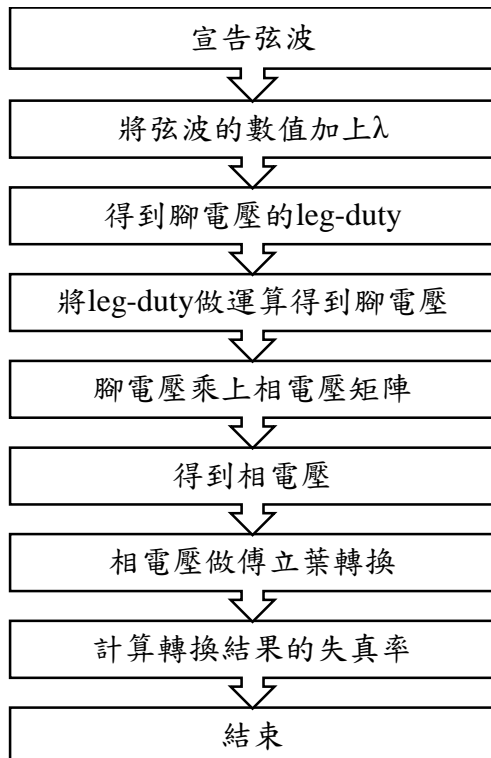 宣告弦波
將弦波的數值加上λ
得到腳電壓的leg-duty
將leg-duty做運算得到腳電壓
腳電壓乘上相電壓矩陣
得到相電壓
相電壓做傅立葉轉換
計算轉換結果的失真率
結束